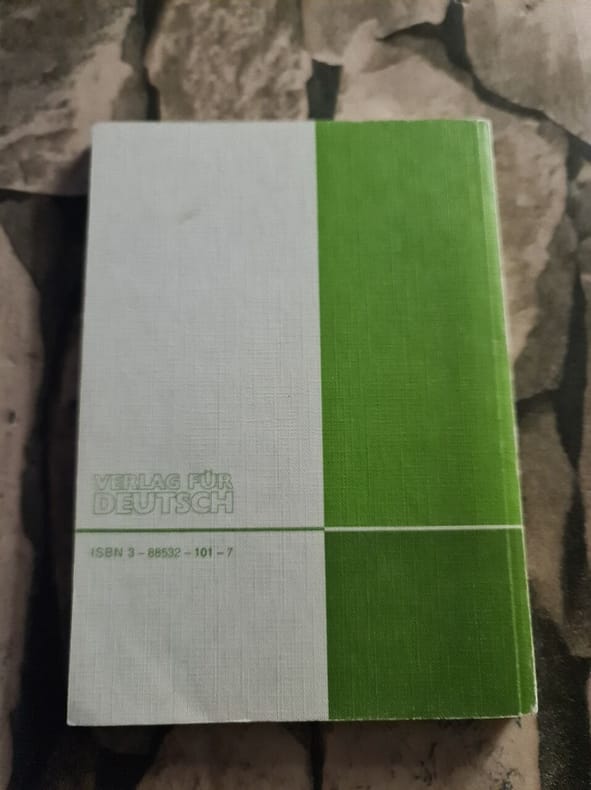 VERLAG FÜR
DEUTSCH
ISBN 3-88532-101-7